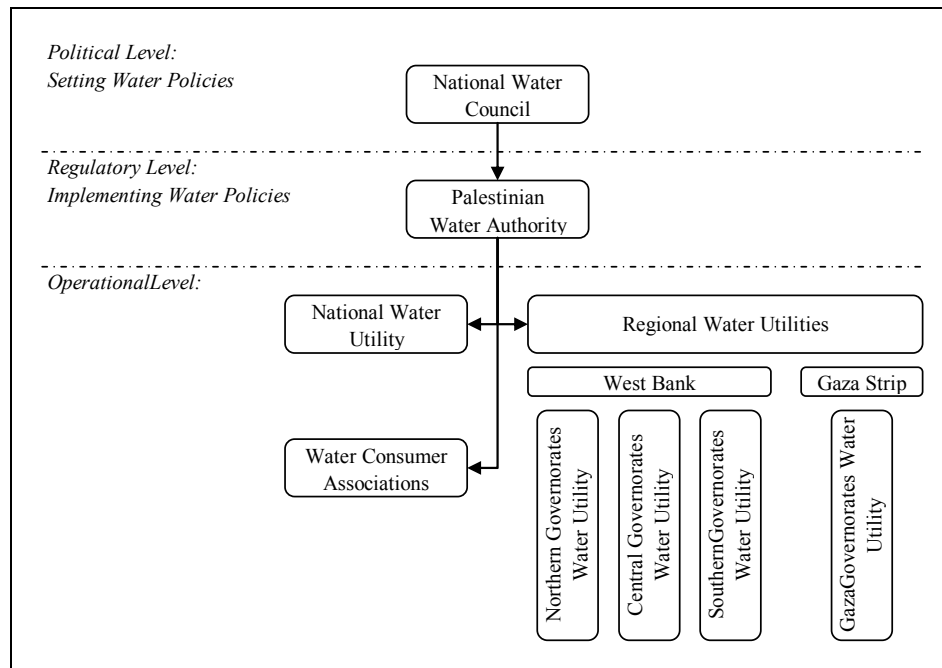 Political Level:
Setting Water Policies
National Water
Council
Regulatory Level:
Implementing Water Policies
Palestinian
Water Authority
OperationalLevel:
National Water
Utility
Regional Water Utilities
West Bank
Gaza Strip
Water Consumer
Associations
Northern Governorates
Water Utility
Central Governorates
Water Utility
SouthernGovernorates
Water Utility
GazaGovernorates Water
Utility